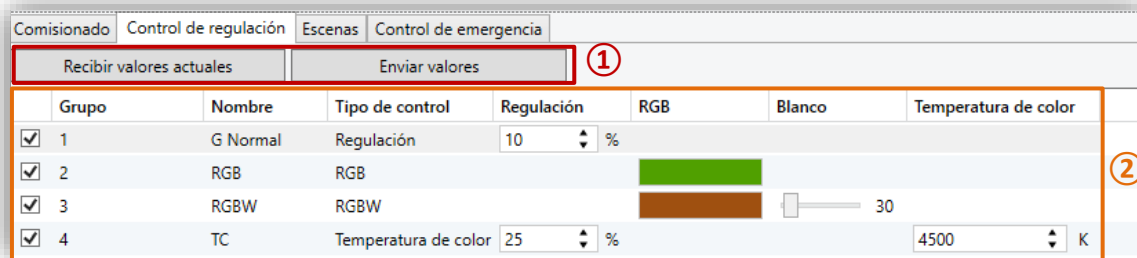 Comisionado Control de regulación Escenas Control de emergencia
Recibir valores actuales Enviar valores ①
Grupo Nombre Tipo de control Regulación RGB Blanco Temperatura de color
1 G Normal Regulación 10 %
2 RGB RGB
②
3 RGBW RGBW 30
4 TC Temperatura de color 25 % 4500 K